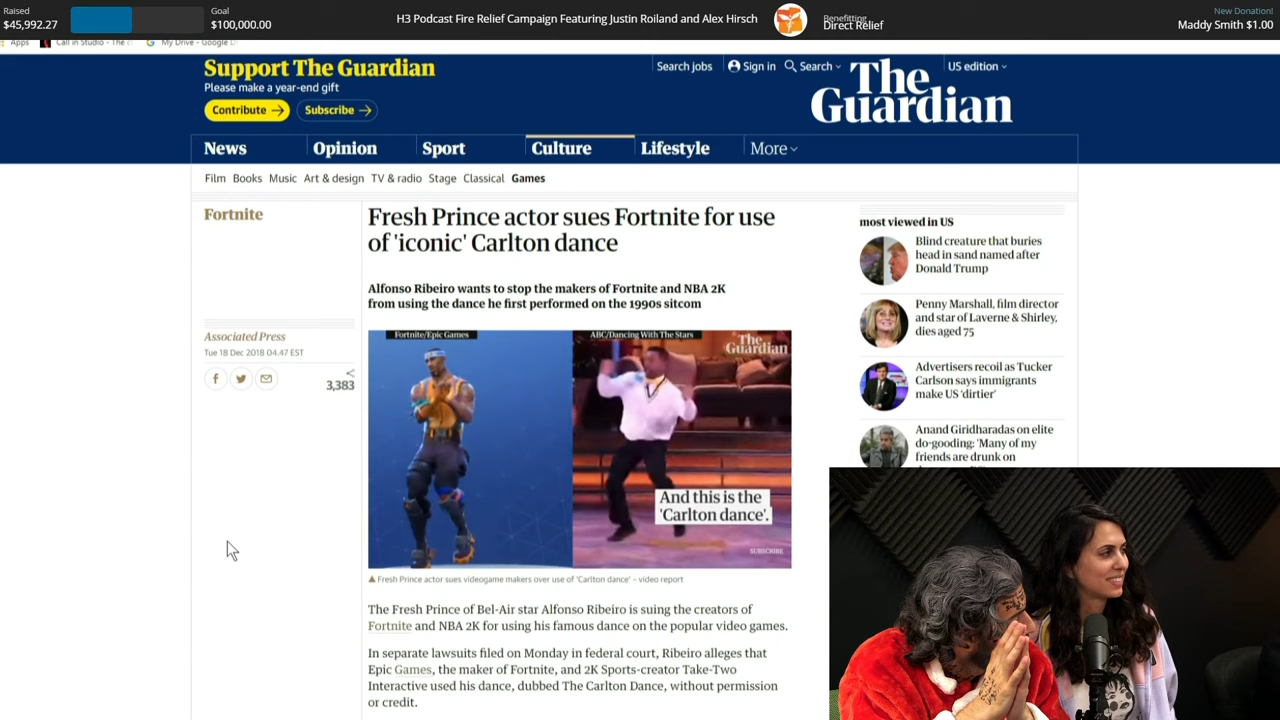 Raised
$45,992.27
Goal
$100,000.00
H3 Podcast Fire Relief Campaign Featuring Justin Roiland and Alex Hirsch
Benefitting
Direct Relief
New Donation!
Maddy Smith $1.00
Apps
Call in Studio - The
My Drive - Google D
Support The Guardian
Please make a year-end gift
Contribute
Subscribe
Search jobs
Sign in
Search
US edition
The
Guardian
News
Opinion
Sport
Culture
Lifestyle
More
Film Books Music Art & design TV & radio Stage Classical Games
Fortnite
Fresh Prince actor sues Fortnite for use
of 'iconic' Carlton dance
Alfonso Ribeiro wants to stop the makers of Fortnite and NBA 2K
from using the dance he first performed on the 1990s sitcom
Associated Press
Tue 18 Dec 2018 04.47 EST
3,383
Fortnite/Epic Games
ABC/Dancing With The Stars
The
Guardian
And this is the
'Carlton dance'.
SUBSCRIBE
Fresh Prince actor sues videogame makers over use of 'Carlton dance' – video report
The Fresh Prince of Bel-Air star Alfonso Ribeiro is suing the creators of
Fortnite and NBA 2K for using his famous dance on the popular video games.
In separate lawsuits filed on Monday in federal court, Ribeiro alleges that
Epic Games, the maker of Fortnite, and 2K Sports-creator Take-Two
Interactive used his dance, dubbed The Carlton Dance, without permission
or credit.
most viewed in US
Blind creature that buries
head in sand named after
Donald Trump
Penny Marshall, film director
and star of Laverne & Shirley,
dies aged 75
Advertisers recoil as Tucker
Carlson says immigrants
make US 'dirtier'
Anand Giridharadas on elite
do-gooding: 'Many of my
friends are drunk on